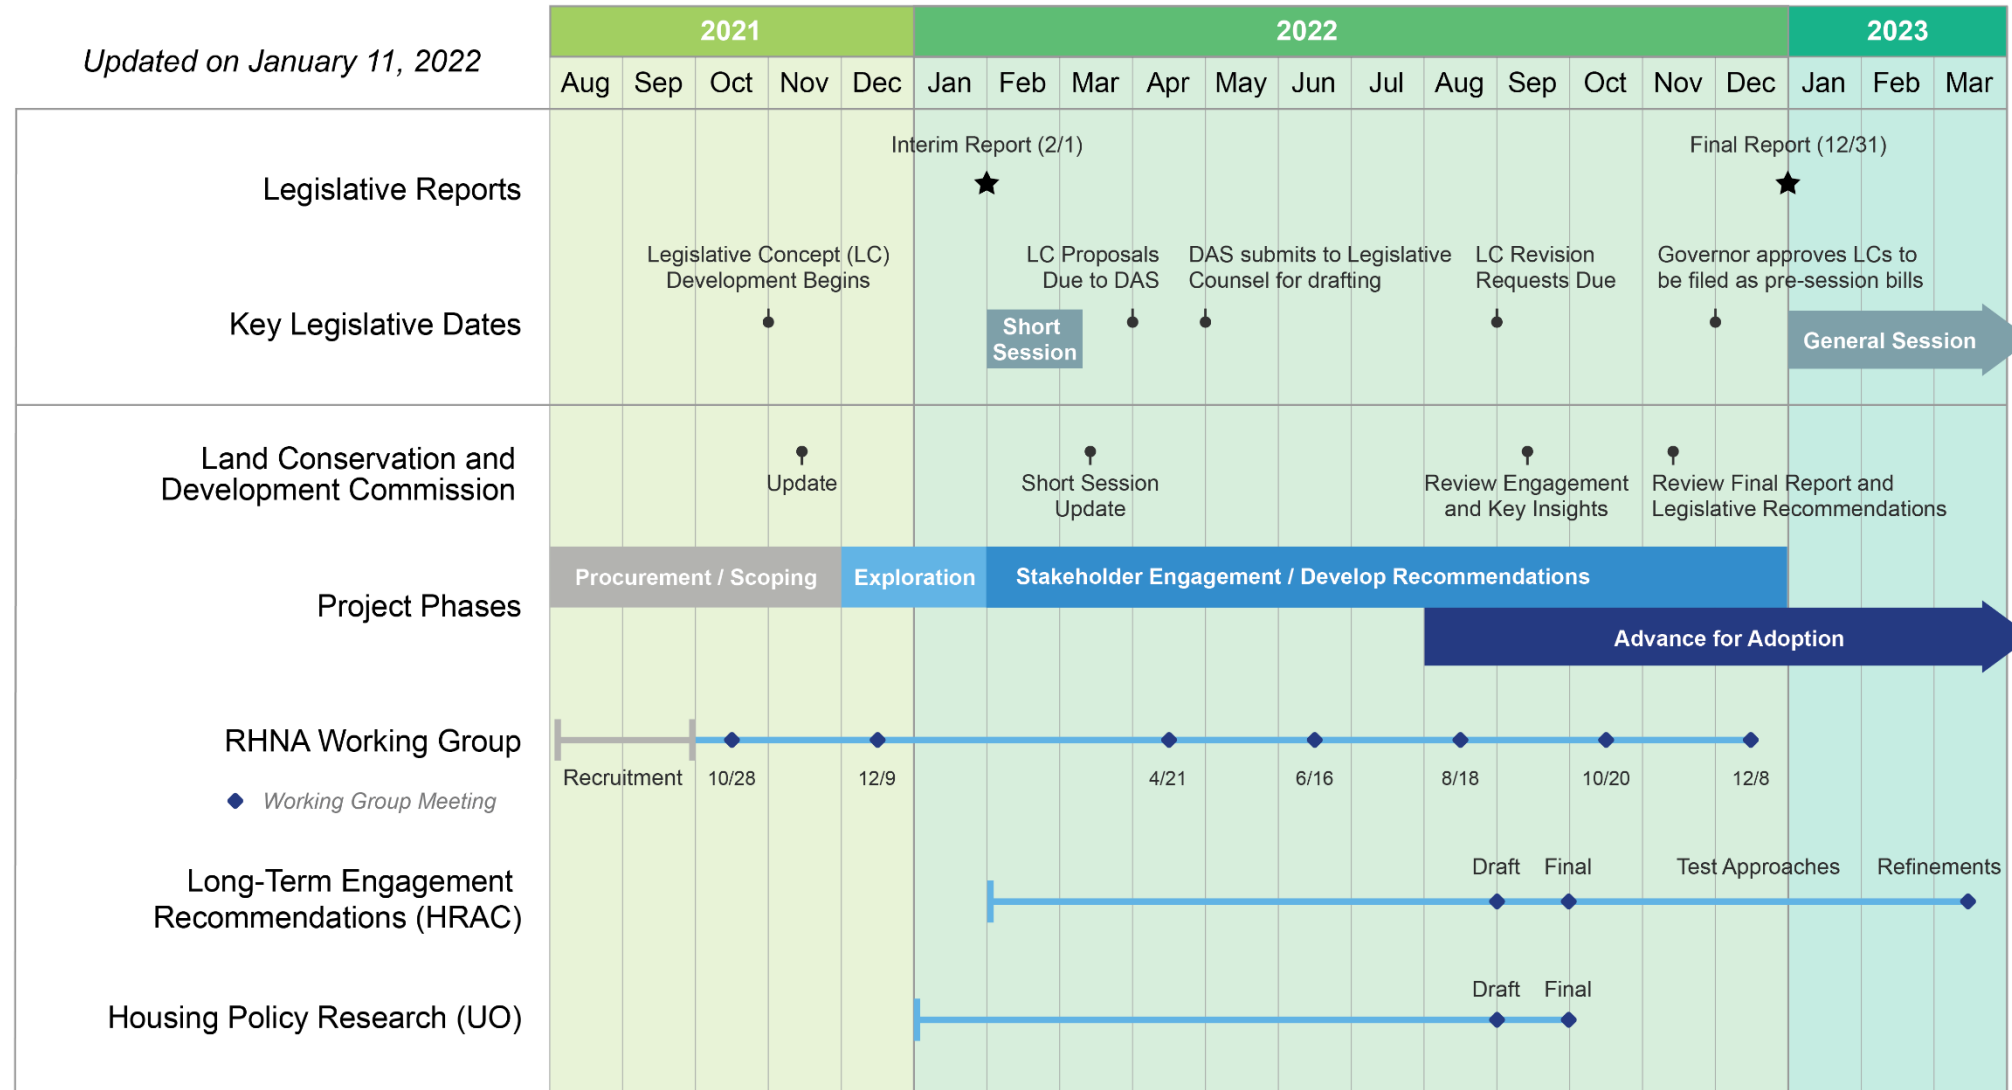 Updated on January 11, 2022
2021
2022
2023
Aug Sep Oct Nov Dec Jan Feb Mar Apr May Jun Jul Aug Sep Oct Nov Dec Jan Feb Mar
Legislative Reports
Interim Report (2/1)
Final Report (12/31)
Key Legislative Dates
Legislative Concept (LC)
Development Begins
Short
Session
LC Proposals
Due to DAS
DAS submits to Legislative
Counsel for drafting
LC Revision
Requests Due
Governor approves LCs to
be filed as pre-session bills
General Session
Land Conservation and
Development Commission
Update
Short Session
Update
Review Engagement
and Key Insights
Review Final Report and
Legislative Recommendations
Project Phases
Procurement / Scoping
Exploration
Stakeholder Engagement / Develop Recommendations
Advance for Adoption
RHNA Working Group
Working Group Meeting
Recruitment
10/28
12/9
4/21
6/16
8/18
10/20
12/8
Long-Term Engagement
Recommendations (HRAC)
Draft
Final
Test Approaches
Refinements
Housing Policy Research (UO)
Draft
Final